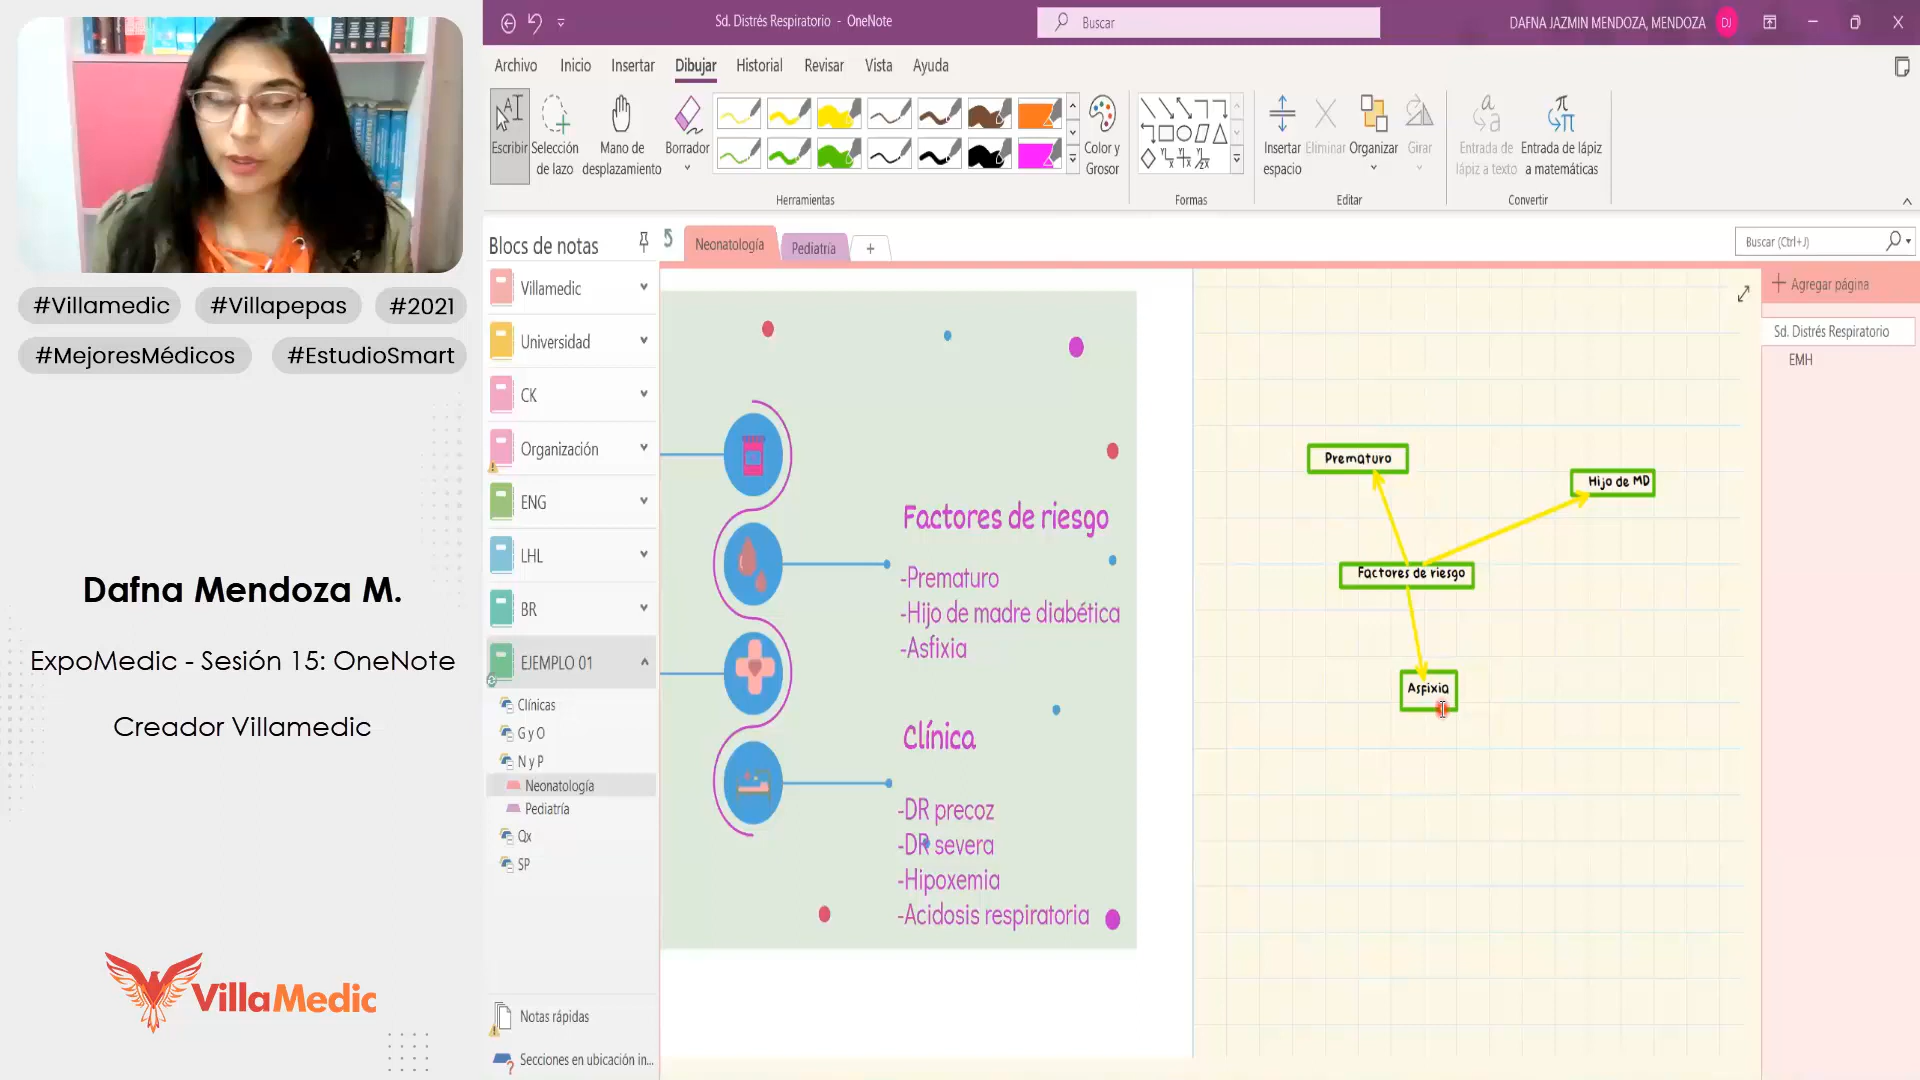 #Villamedic #Villapepas #2021
#MejoresMédicos #EstudioSmart
Dafna Mendoza M.
ExpoMedic - Sesión 15: OneNote
Creador Villamedic
VillaMedic
Sd. Distrés Respiratorio - OneNote
Buscar
DAFNA JAZMIN MENDOZA, MENDOZA
DJ
Archivo Inicio Insertar Dibujar Historial Revisar Vista Ayuda
Escribir
Selección de lazo
Mano de desplazamiento
Borrador
Color y Grosor
Insertar espacio
Eliminar
Organizar
Girar
Entrada de lápiz a texto
Entrada de lápiz a matemáticas
Herramientas
Formas
Editar
Convertir
Blocs de notas
Neonatología
Pediatría
+
Buscar (Ctrl+J)
Villamedic
Universidad
CK
Organización
ENG
LHL
BR
EJEMPLO 01
Clínicas
G y O
N y P
Neonatología
Pediatría
Qx
SP
Notas rápidas
Secciones en ubicación in...
Factores de riesgo
-Prematuro
-Hijo de madre diabética
-Asfixia
Clínica
-DR precoz
-DR severa
-Hipoxemia
-Acidosis respiratoria
Prematuro
Hijo de MD
Factores de riesgo
Asfixia
Agregar página
Sd. Distrés Respiratorio
EMH